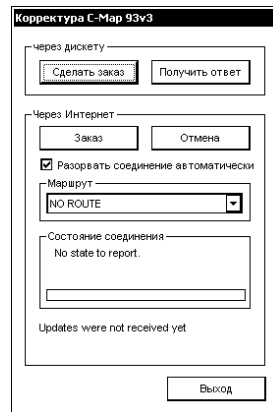 Корректура C-Map 93v3
через дискету
Сделать заказ
Получить ответ
Через Интернет
Заказ
Отмена
Разорвать соединение автоматически
Маршрут
NO ROUTE
Состояние соединения
No state to report.
Updates were not received yet
Выход